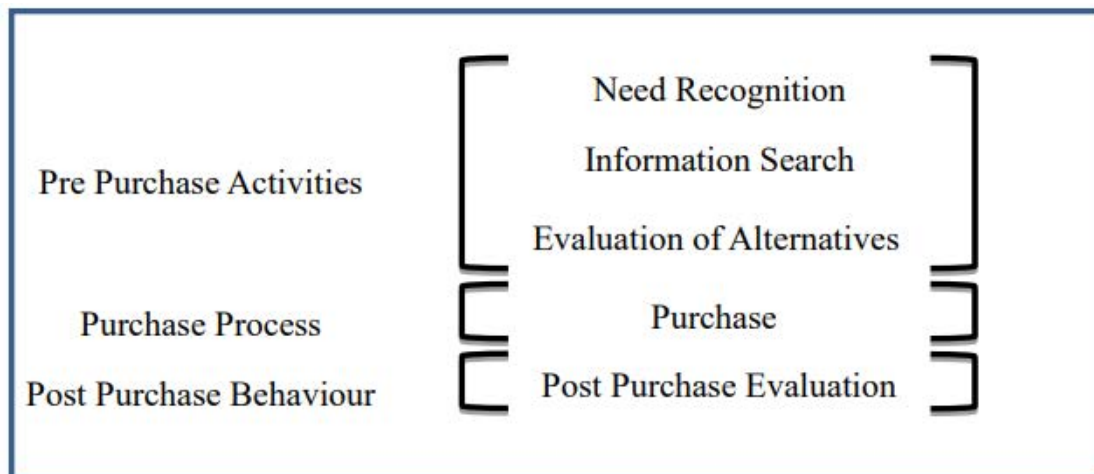 Need Recognition
Information Search
Pre Purchase Activities
Evaluation of Alternatives
Purchase Process
Purchase
Post Purchase Behaviour
Post Purchase Evaluation